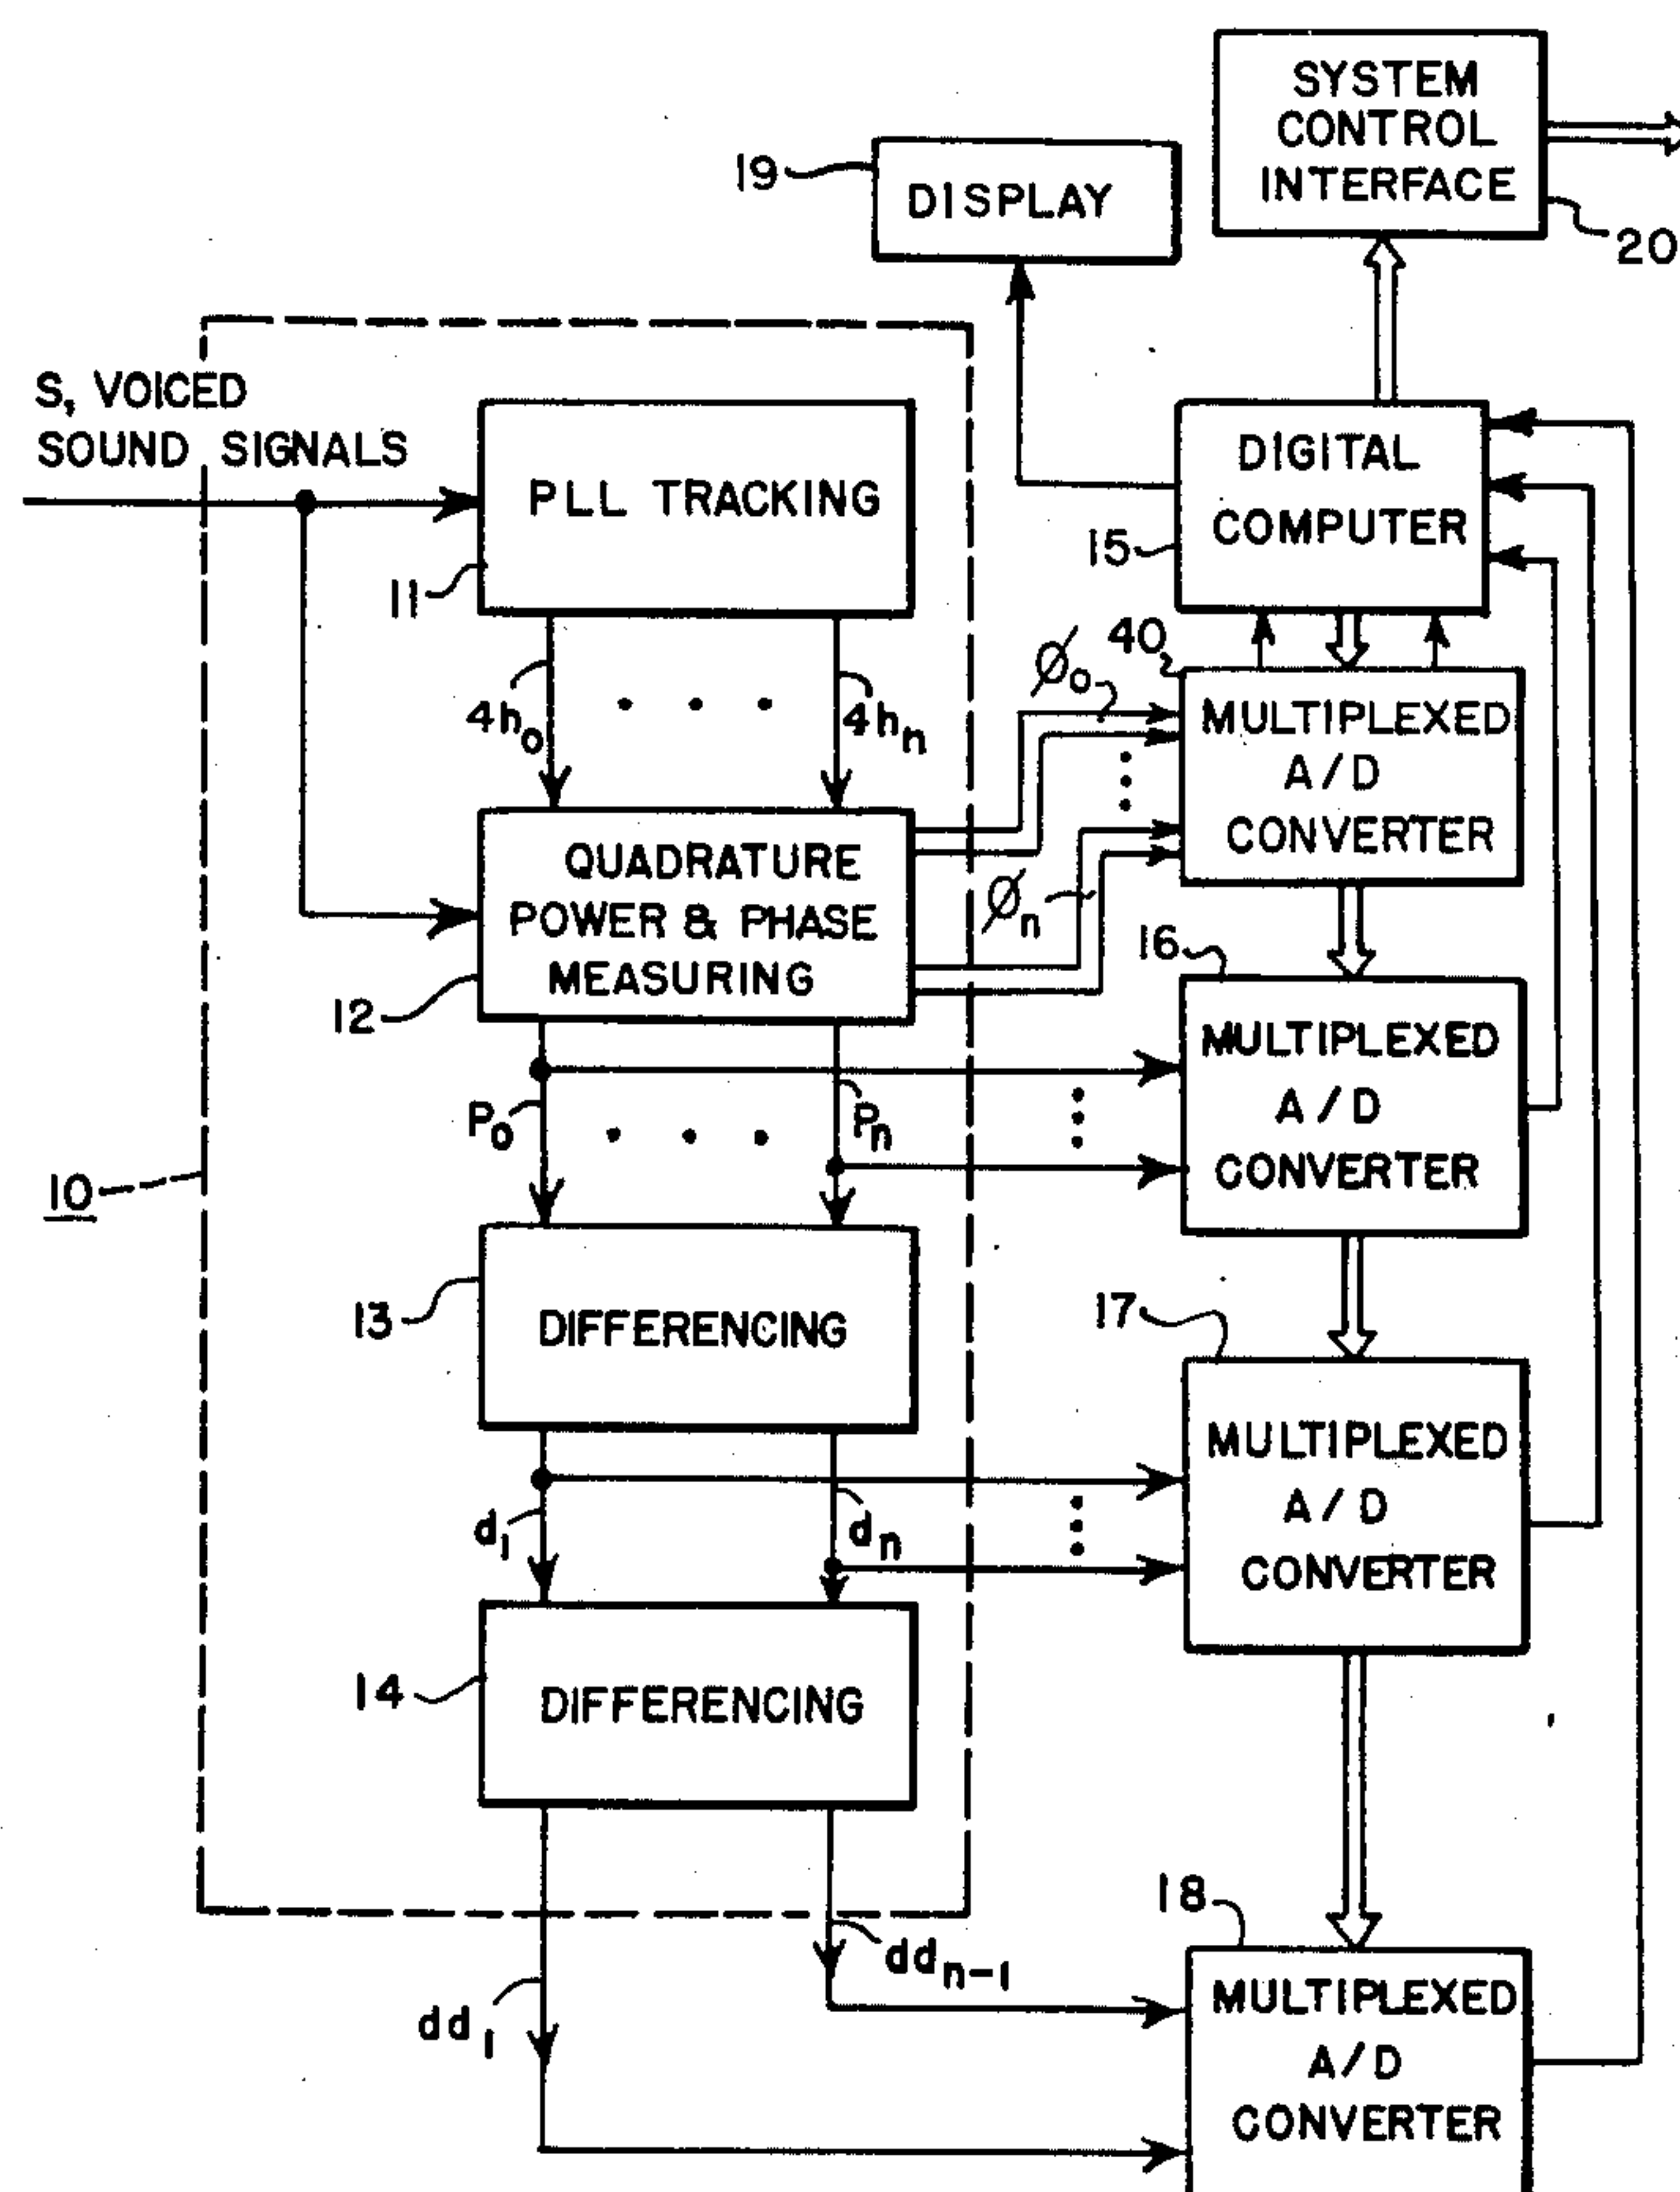 SYSTEM
CONTROL
INTERFACE
20
19
DISPLAY
S, VOICED
SOUND SIGNALS
PLL TRACKING
11
DIGITAL
COMPUTER
15
4h₀
4hₙ
∅₀
40
MULTIPLEXED
A/D
CONVERTER
QUADRATURE
POWER & PHASE
MEASURING
12
∅ₙ
16
MULTIPLEXED
A/D
CONVERTER
P₀
Pₙ
10
DIFFERENCING
13
17
MULTIPLEXED
A/D
CONVERTER
d₁
dₙ
DIFFERENCING
14
18
MULTIPLEXED
A/D
CONVERTER
dd₁
ddₙ₋₁